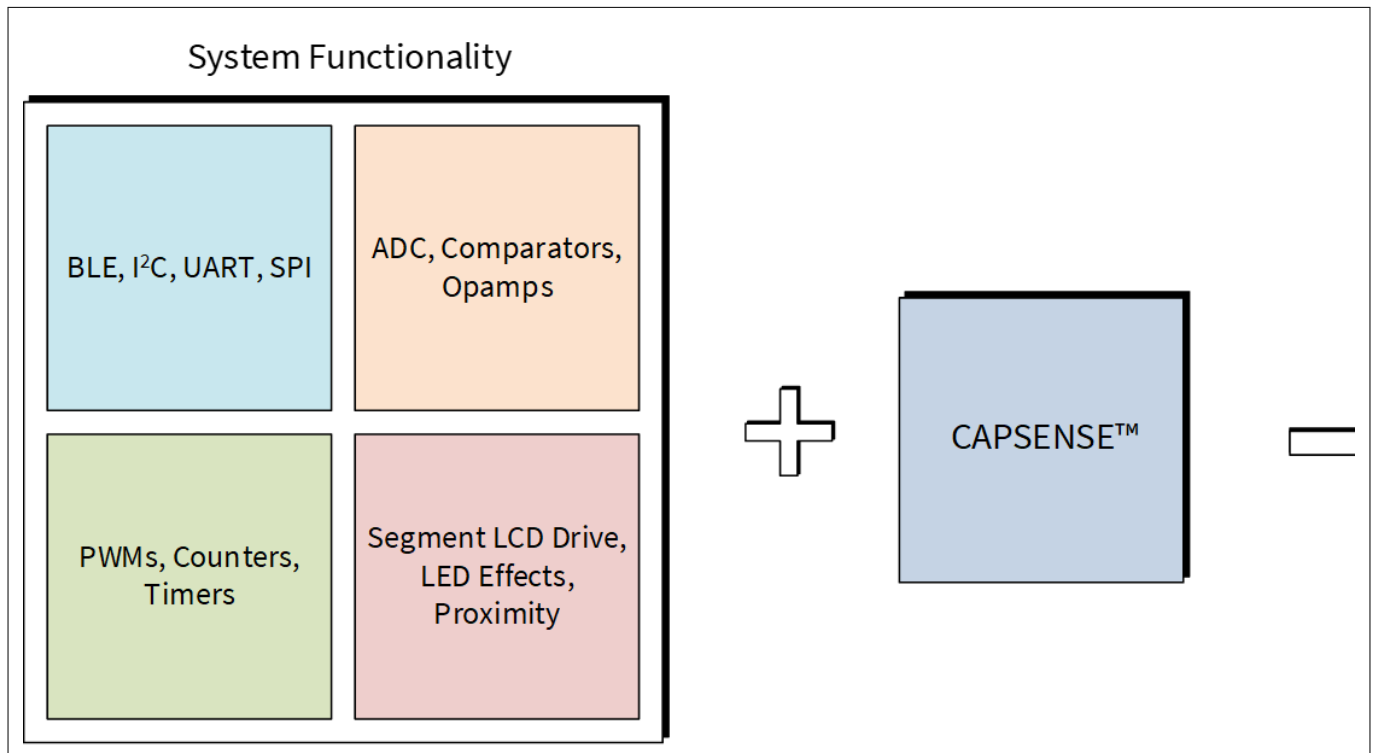 System Functionality
BLE, I²C, UART, SPI
ADC, Comparators,
Opamps
CAPSENSE™
PWMs, Counters,
Timers
Segment LCD Drive,
LED Effects,
Proximity